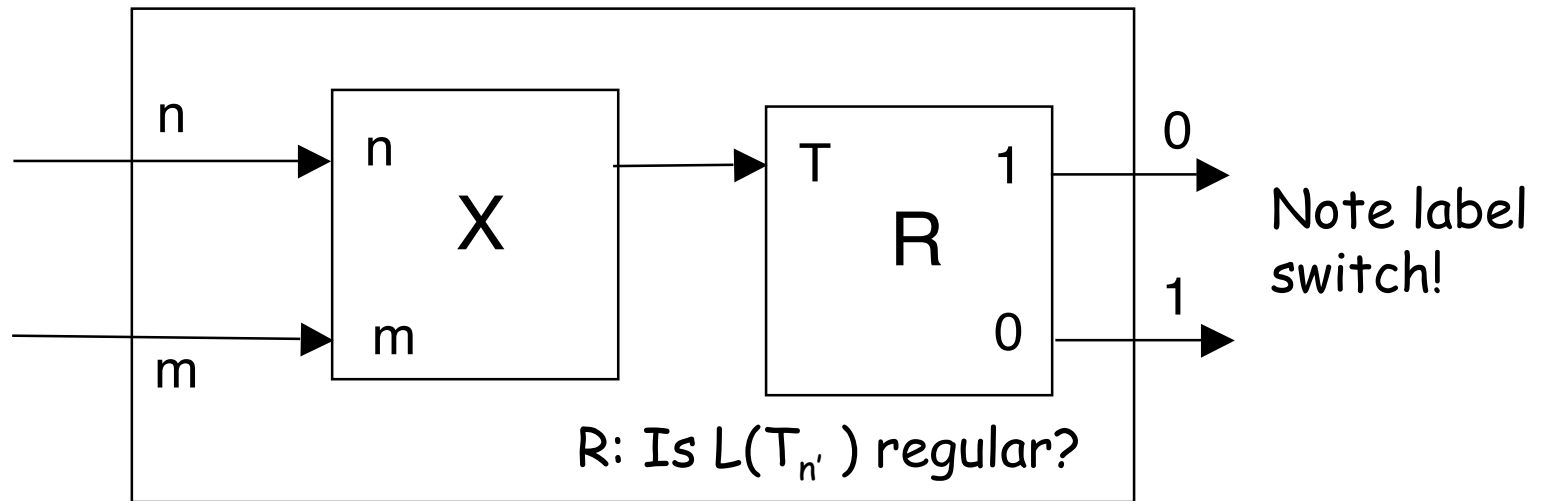 n
n
X
m
m
T
1
R
0
R: Is L(Tn' ) regular?
0
1
Note label
switch!